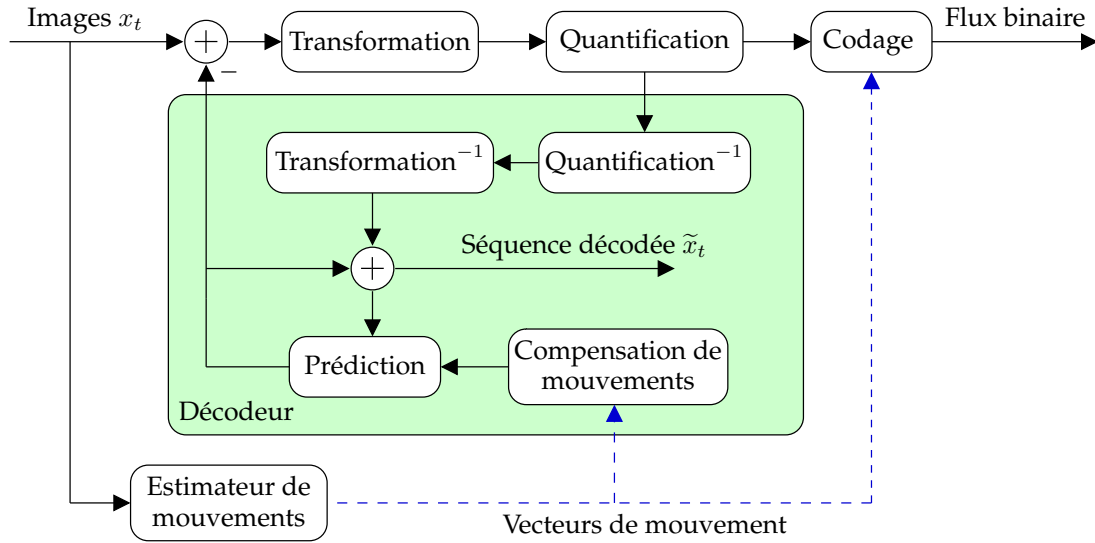 Images x_t
Flux binaire
+
Transformation
Quantification
Codage
−
Transformation⁻¹
Quantification⁻¹
Séquence décodée x̃_t
+
Prédiction
Compensation de
mouvements
Décodeur
Estimateur de
mouvements
Vecteurs de mouvement